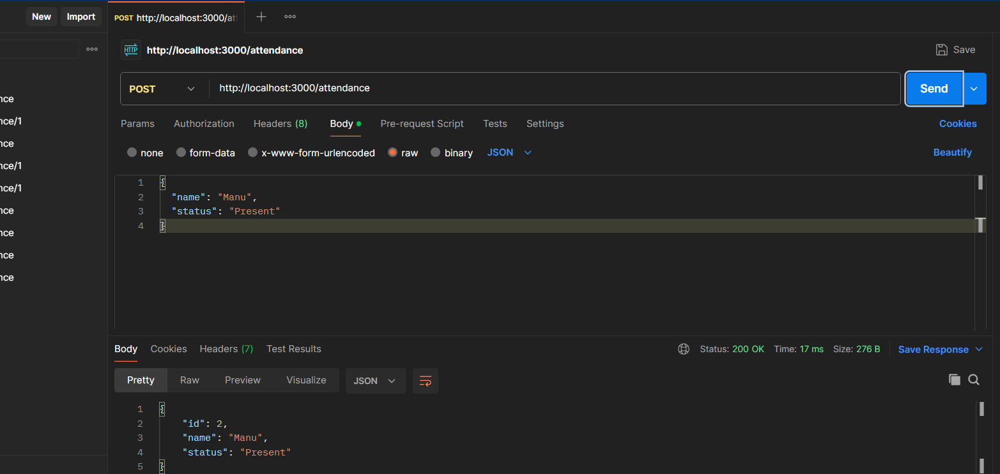 New Import POST http://localhost:3000/at
HTTP http://localhost:3000/attendance Save
POST http://localhost:3000/attendance Send
nce
nce/1
nce
nce/1
nce/1
nce
nce
nce
nce
Params Authorization Headers (8) Body Pre-request Script Tests Settings Cookies
none form-data x-www-form-urlencoded raw binary JSON Beautify
1 {
2 "name": "Manu",
3 "status": "Present"
4 }
Body Cookies Headers (7) Test Results Status: 200 OK Time: 17 ms Size: 276 B Save Response
Pretty Raw Preview Visualize JSON
1 {
2 "id": 2,
3 "name": "Manu",
4 "status": "Present"
5 }